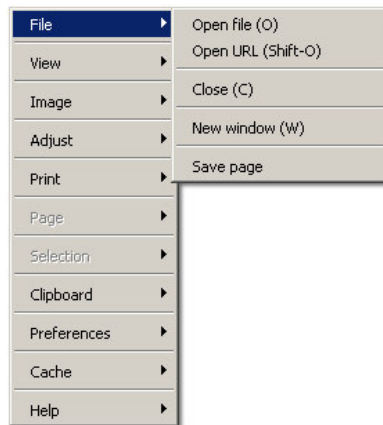 File
View
Image
Adjust
Print
Page
Selection
Clipboard
Preferences
Cache
Help
Open file (O)
Open URL (Shift-O)
Close (C)
New window (W)
Save page